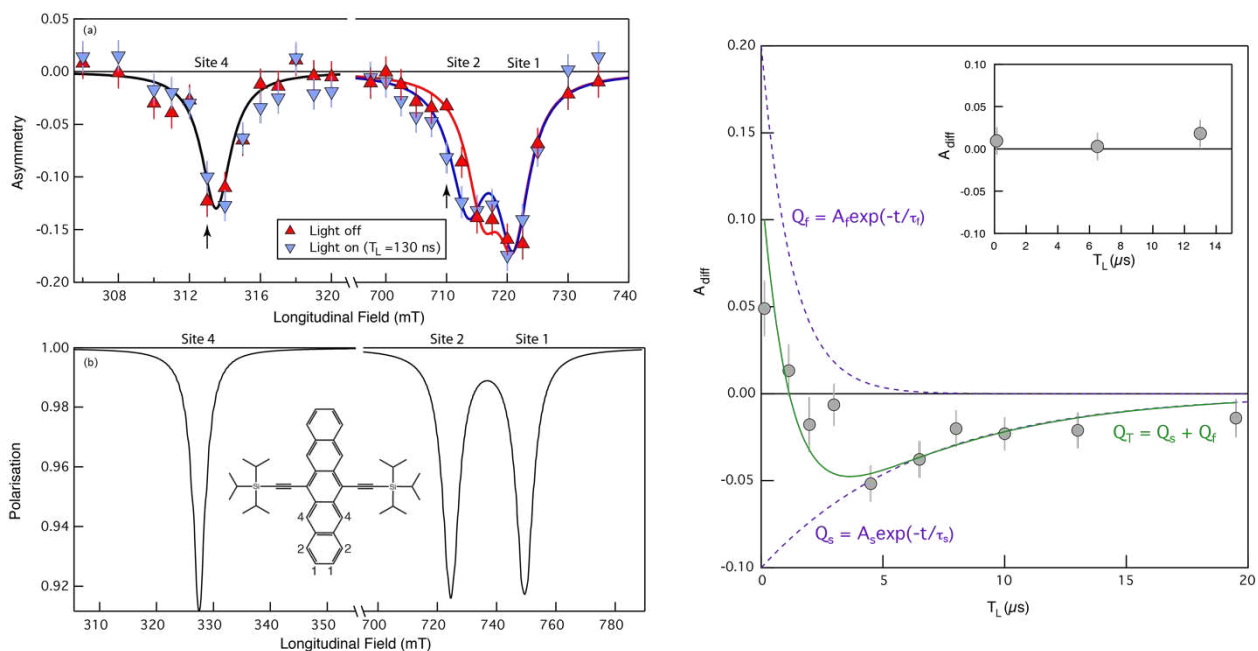 (a)
Site 4
Site 2
Site 1
0.05
0.00
-0.05
-0.10
-0.15
-0.20
Asymmetry
Light off
Light on (T_L =130 ns)
308
312
316
320
700
710
720
730
740
Longitudinal Field (mT)
(b)
Site 4
Site 2
Site 1
1.00
0.98
0.96
0.94
0.92
Polarisation
Si
Si
4
4
2
2
1
1
310
320
330
340
350
700
720
740
760
780
Longitudinal Field (mT)
0.20
0.15
0.10
0.05
0.00
-0.05
-0.10
A_diff
Q_f = A_f exp(-t/τ_f)
Q_T = Q_s + Q_f
Q_s = A_s exp(-t/τ_s)
0
5
10
15
20
T_L (μs)
0.10
0.05
0.00
-0.05
-0.10
A_diff
0
2
4
6
8
10
12
14
T_L (μs)